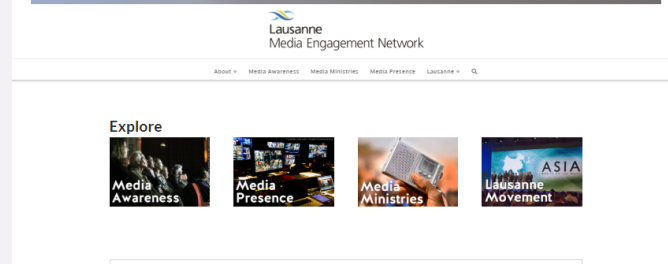 Lausanne
Media Engagement Network
About Media Awareness Media Ministries Media Presence Lausanne
Explore
Media
Awareness
Media
Presence
Media
Ministries
Lausanne
Movement
ASIA